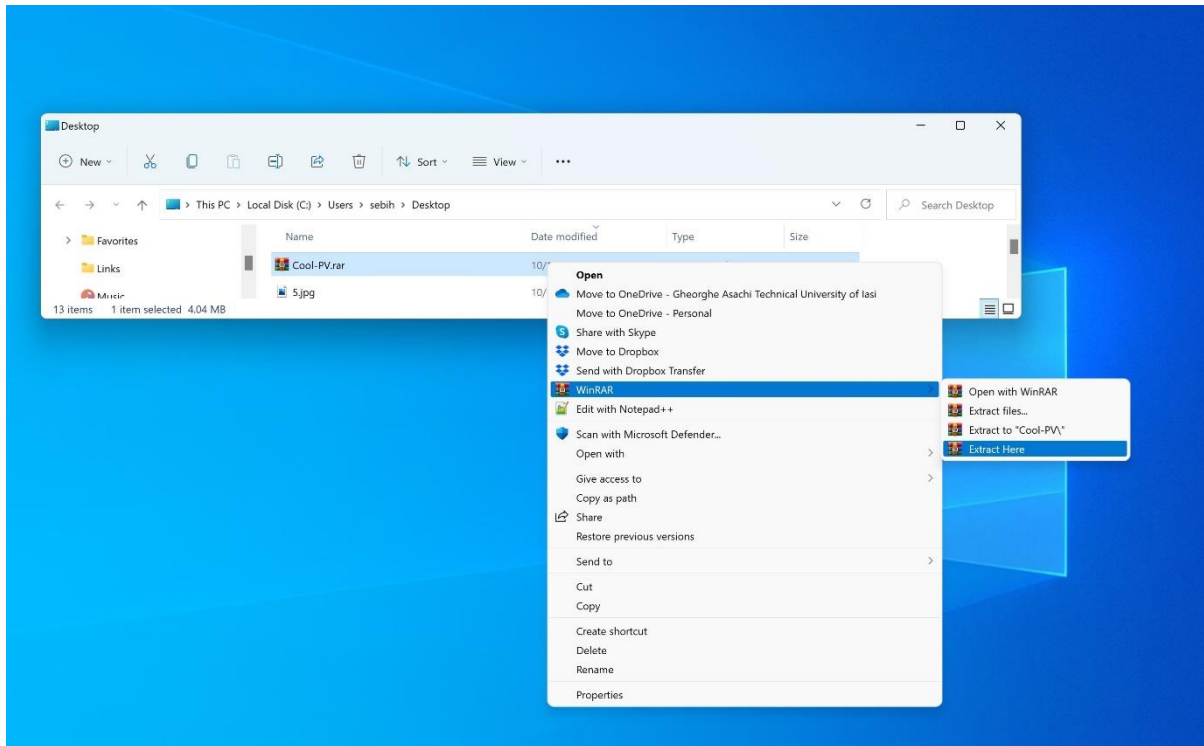 Desktop
New
Sort
View
This PC > Local Disk (C:) > Users > sebih > Desktop
Search Desktop
Favorites
Links
Music
Name
Date modified
Type
Size
Cool-PV.rar
10/
5.jpg
10/
13 items
1 item selected 4.04 MB
Open
Move to OneDrive - Gheorghe Asachi Technical University of Iasi
Move to OneDrive - Personal
Share with Skype
Move to Dropbox
Send with Dropbox Transfer
WinRAR
Edit with Notepad++
Scan with Microsoft Defender...
Open with
Give access to
Copy as path
Share
Restore previous versions
Send to
Cut
Copy
Create shortcut
Delete
Rename
Properties
Open with WinRAR
Extract files...
Extract to "Cool-PV\"
Extract Here